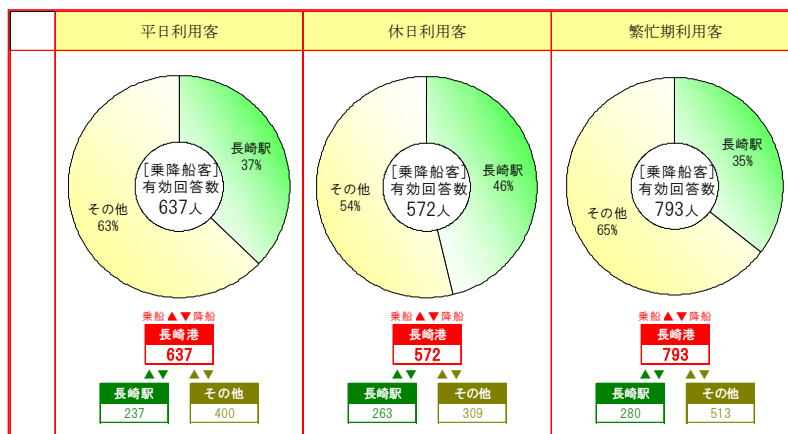 平日利用客
休日利用客
繁忙期利用客
長崎駅
37%
[乗降船客]
有効回答数
637人
その他
63%
長崎駅
46%
[乗降船客]
有効回答数
572人
その他
54%
長崎駅
35%
[乗降船客]
有効回答数
793人
その他
65%
乗船▲▼降船
長崎港
637
▲▼ ▲▼
長崎駅 その他
237 400
乗船▲▼降船
長崎港
572
▲▼ ▲▼
長崎駅 その他
263 309
乗船▲▼降船
長崎港
793
▲▼ ▲▼
長崎駅 その他
280 513